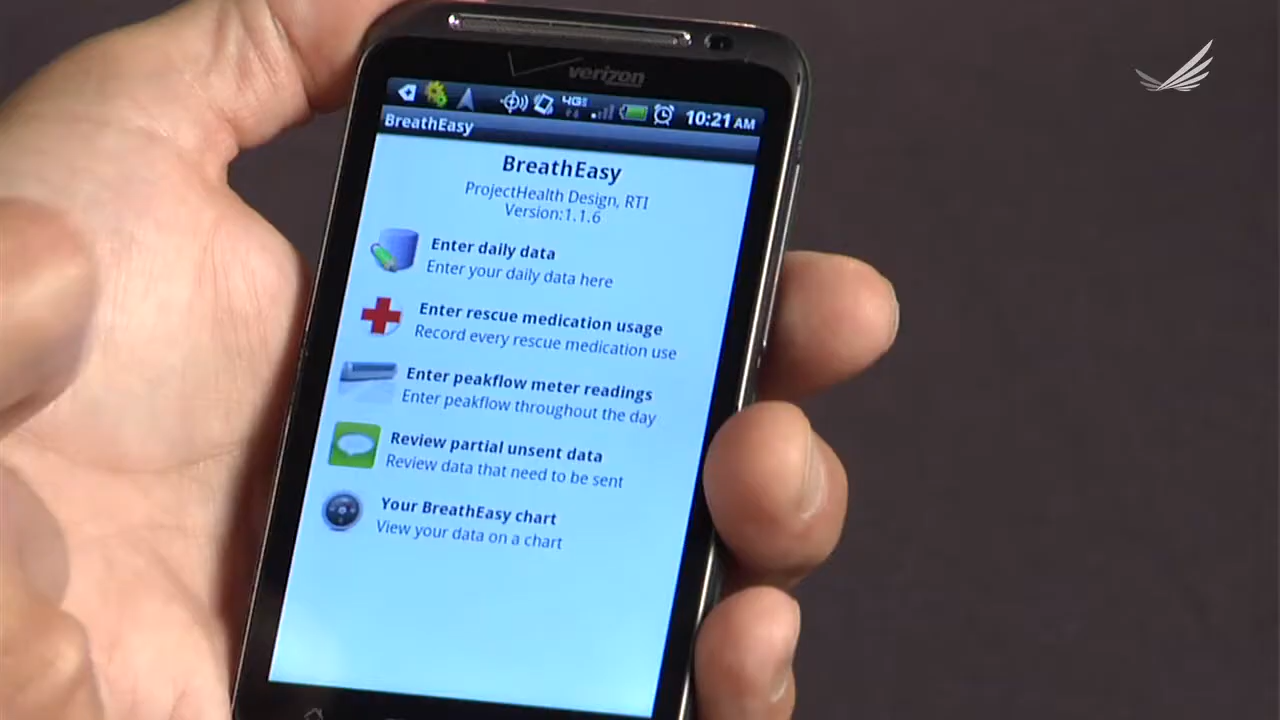 verizon
4G
10:21 AM
BreathEasy
BreathEasy
ProjectHealth Design, RTI
Version:1.1.6
Enter daily data
Enter your daily data here
Enter rescue medication usage
Record every rescue medication use
Enter peakflow meter readings
Enter peakflow throughout the day
Review partial unsent data
Review data that need to be sent
Your BreathEasy chart
View your data on a chart